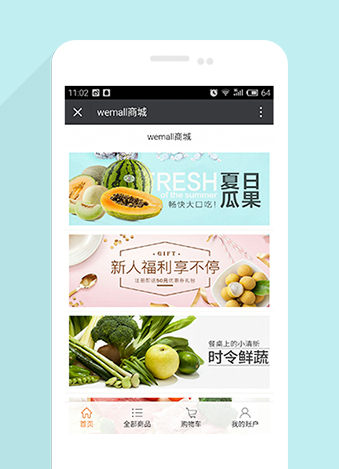 11:02
64
wemall商城
wemall商城
FRESH
of the summer
夏日
瓜果
畅快大口吃!
GIFT
新人福利享不停
注册即送50元优惠券礼包
餐桌上的小清新
时令鲜蔬
首页
全部商品
购物车
我的账户